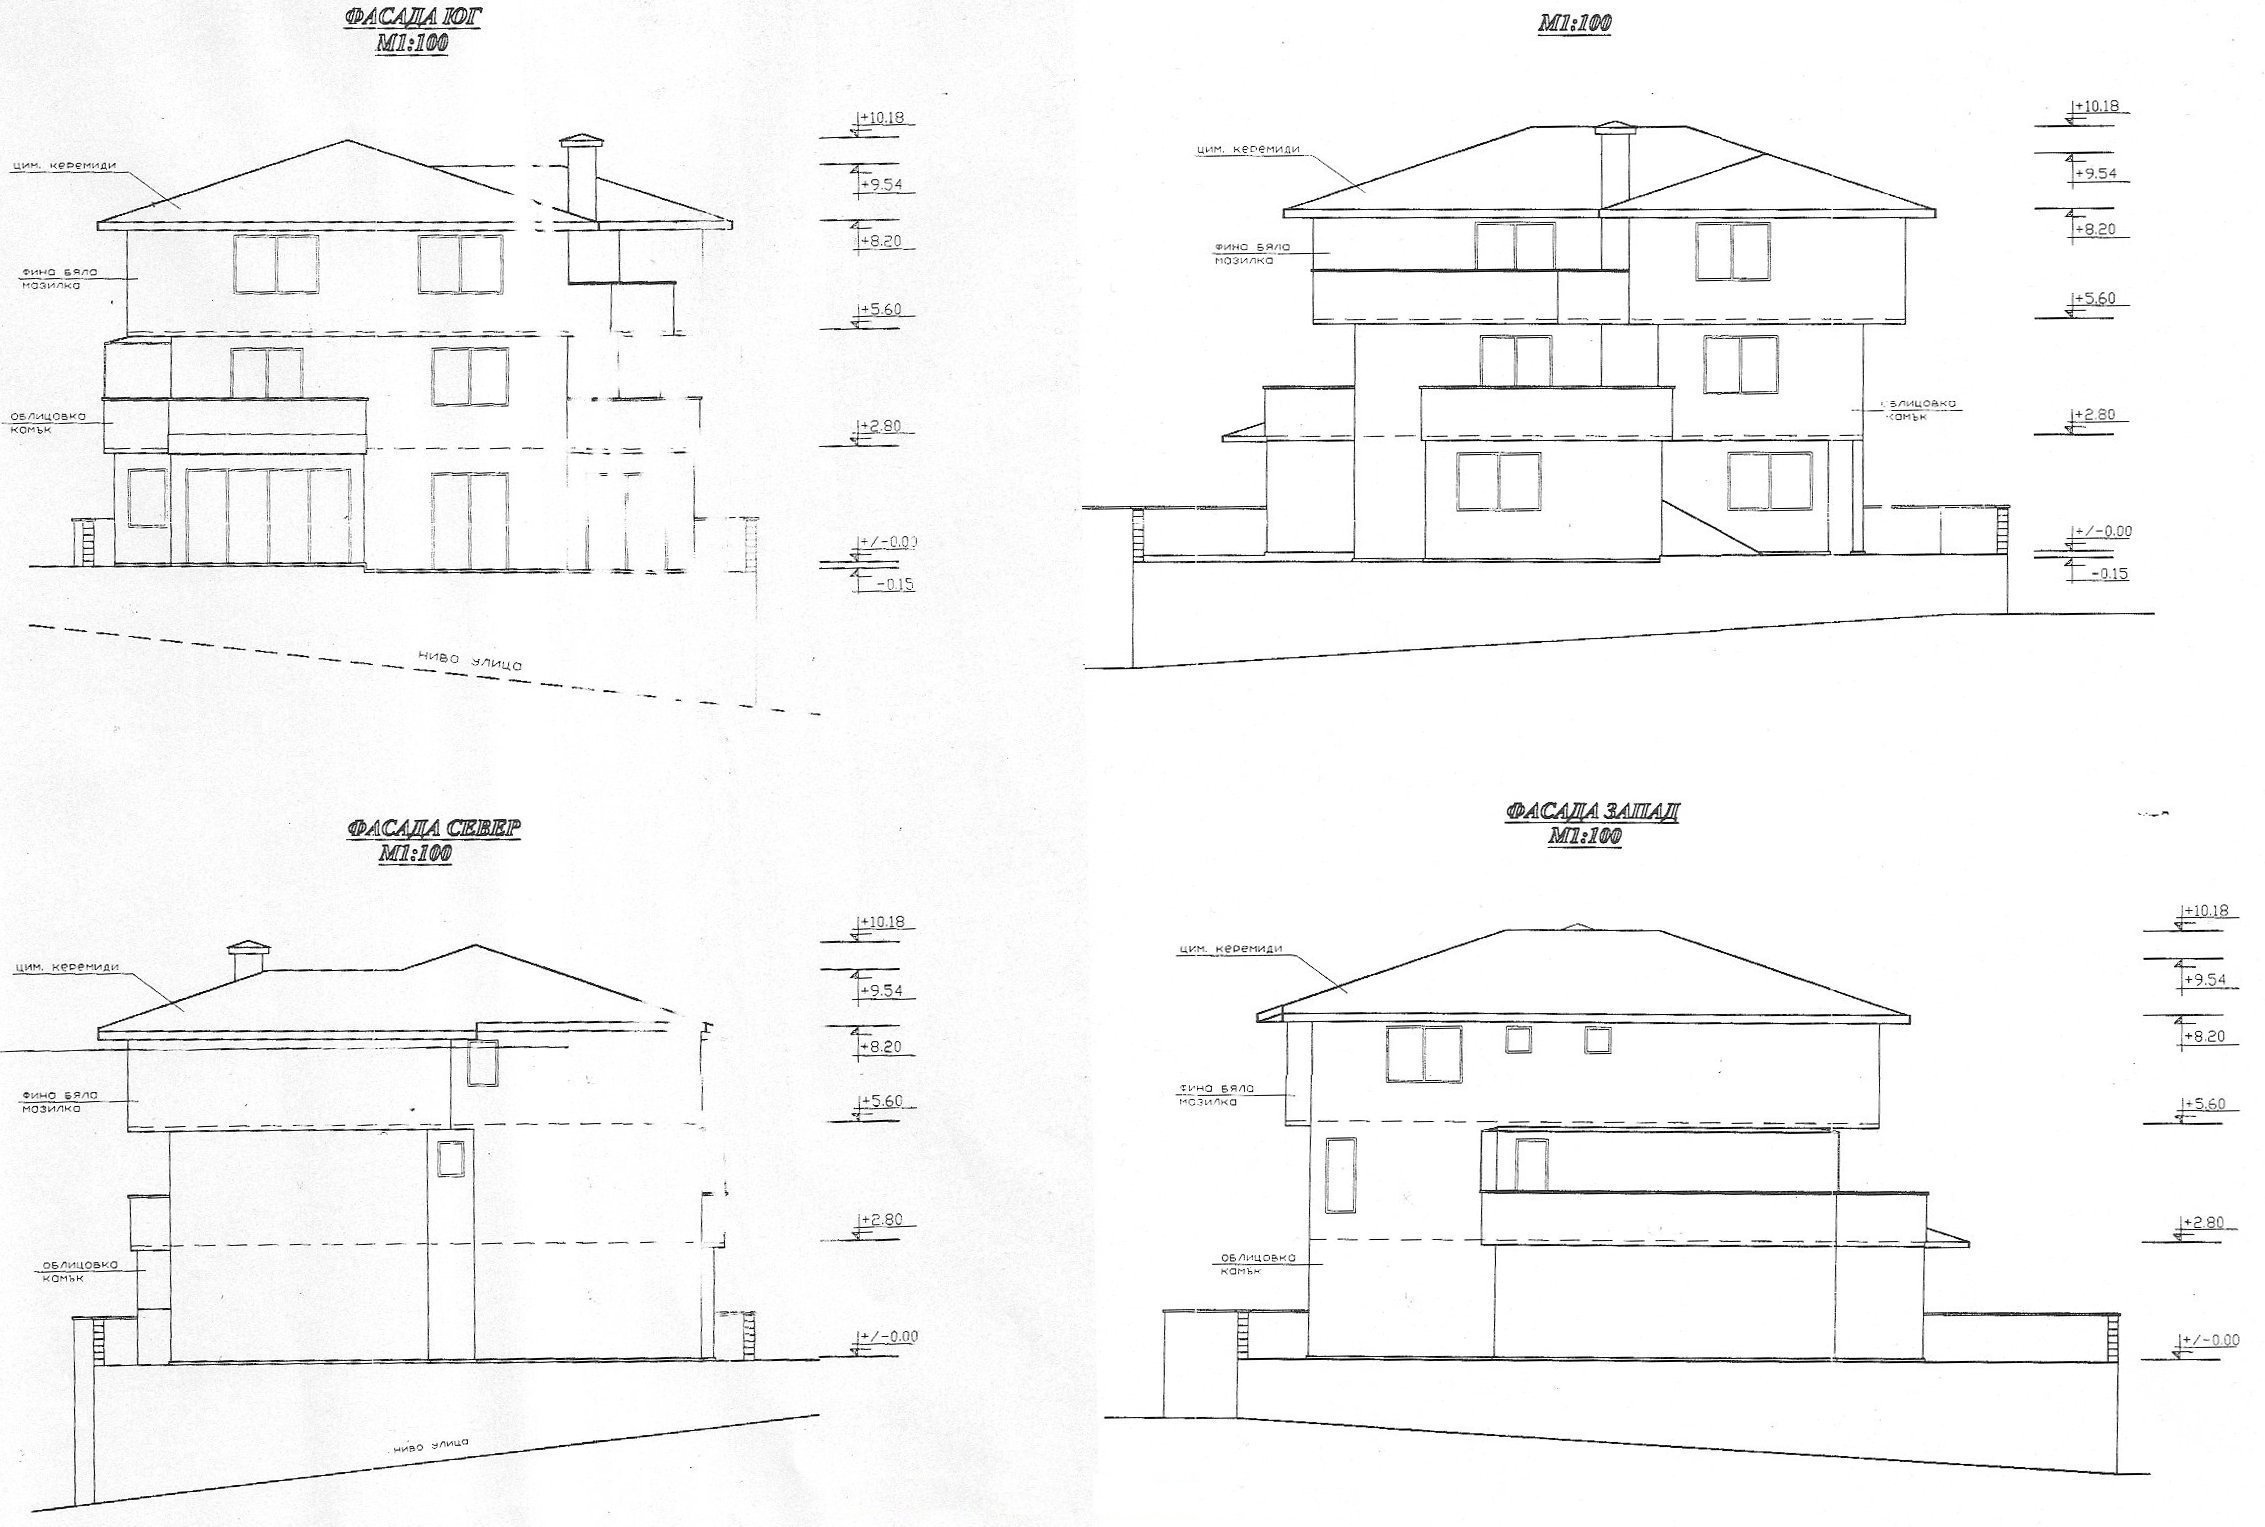 ФАСАДА ЮГ
М1:100
цим. керемиди
фина бяла
мазилка
облицовка
камък
+10.18
+9.54
+8.20
+5.60
+2.80
+/-0.00
-0.15
ниво улица
М1:100
цим. керемиди
фина бяла
мазилка
облицовка
камък
+10.18
+9.54
+8.20
+5.60
+2.80
+/-0.00
-0.15
ФАСАДА СЕВЕР
М1:100
цим. керемиди
фина бяла
мазилка
облицовка
камък
+10.18
+9.54
+8.20
+5.60
+2.80
+/-0.00
ниво улица
ФАСАДА ЗАПАД
М1:100
цим. керемиди
фина бяла
мазилка
облицовка
камък
+10.18
+9.54
+8.20
+5.60
+2.80
+/-0.00